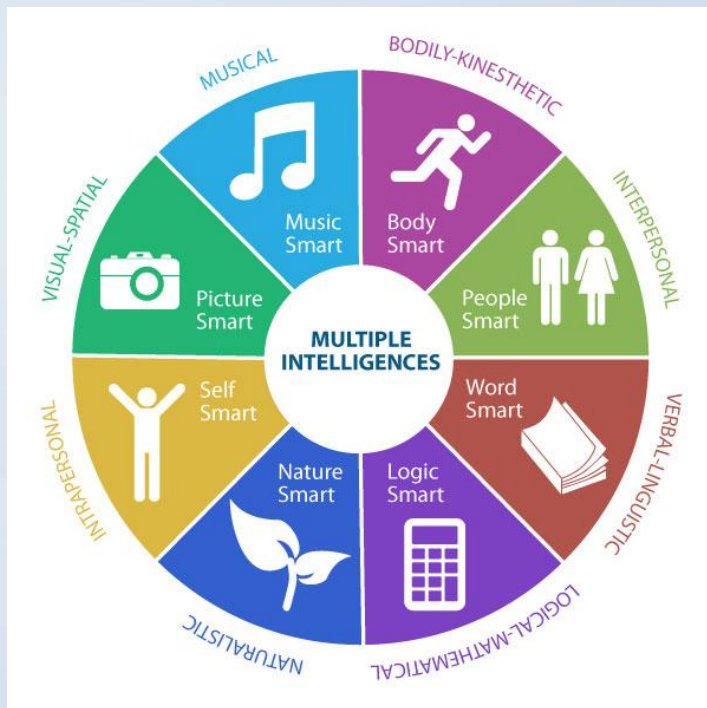 MUSICAL
BODILY-KINESTHETIC
VISUAL-SPATIAL
INTERPERSONAL
Music
Smart
Body
Smart
Picture
Smart
People
Smart
MULTIPLE
INTELLIGENCES
Self
Smart
Word
Smart
Nature
Smart
Logic
Smart
INTRAPERSONAL
VERBAL-LINGUISTIC
NATURALISTIC
LOGICAL-MATHEMATICAL